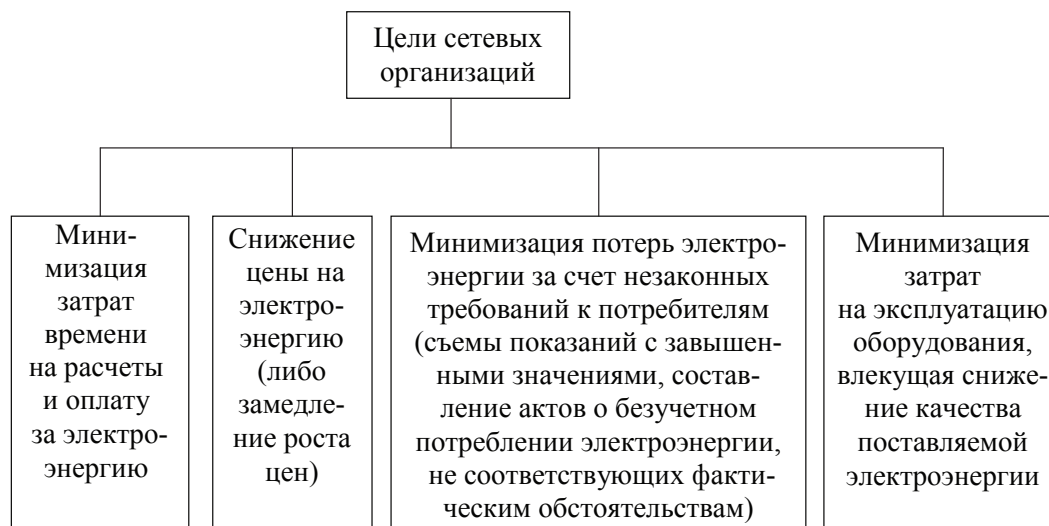 Цели сетевых
организаций
Мини-
мизация
затрат
времени
на расчеты
и оплату
за электро-
энергию
Снижение
цены на
электро-
энергию
(либо
замедле-
ние роста
цен)
Минимизация потерь электро-
энергии за счет незаконных
требований к потребителям
(съемы показаний с завышен-
ными значениями, состав-
ление актов о безучетном
потреблении электроэнергии,
не соответствующих факти-
ческим обстоятельствам)
Минимизация
затрат
на эксплуатацию
оборудования,
влекущая сниже-
ние качества
поставляемой
электроэнергии